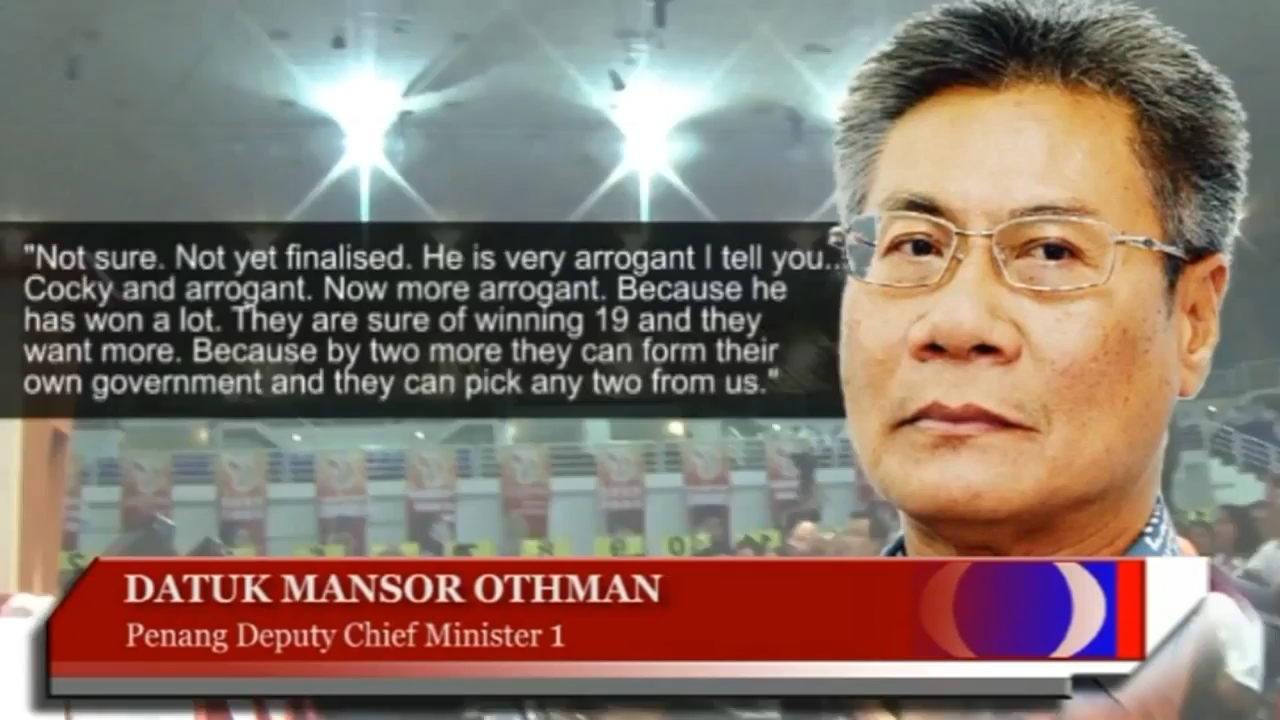 "Not sure. Not yet finalised. He is very arrogant I tell you...
Cocky and arrogant. Now more arrogant. Because he
has won a lot. They are sure of winning 19 and they
want more. Because by two more they can form their
own government and they can pick any two from us."
DATUK MANSOR OTHMAN
Penang Deputy Chief Minister 1